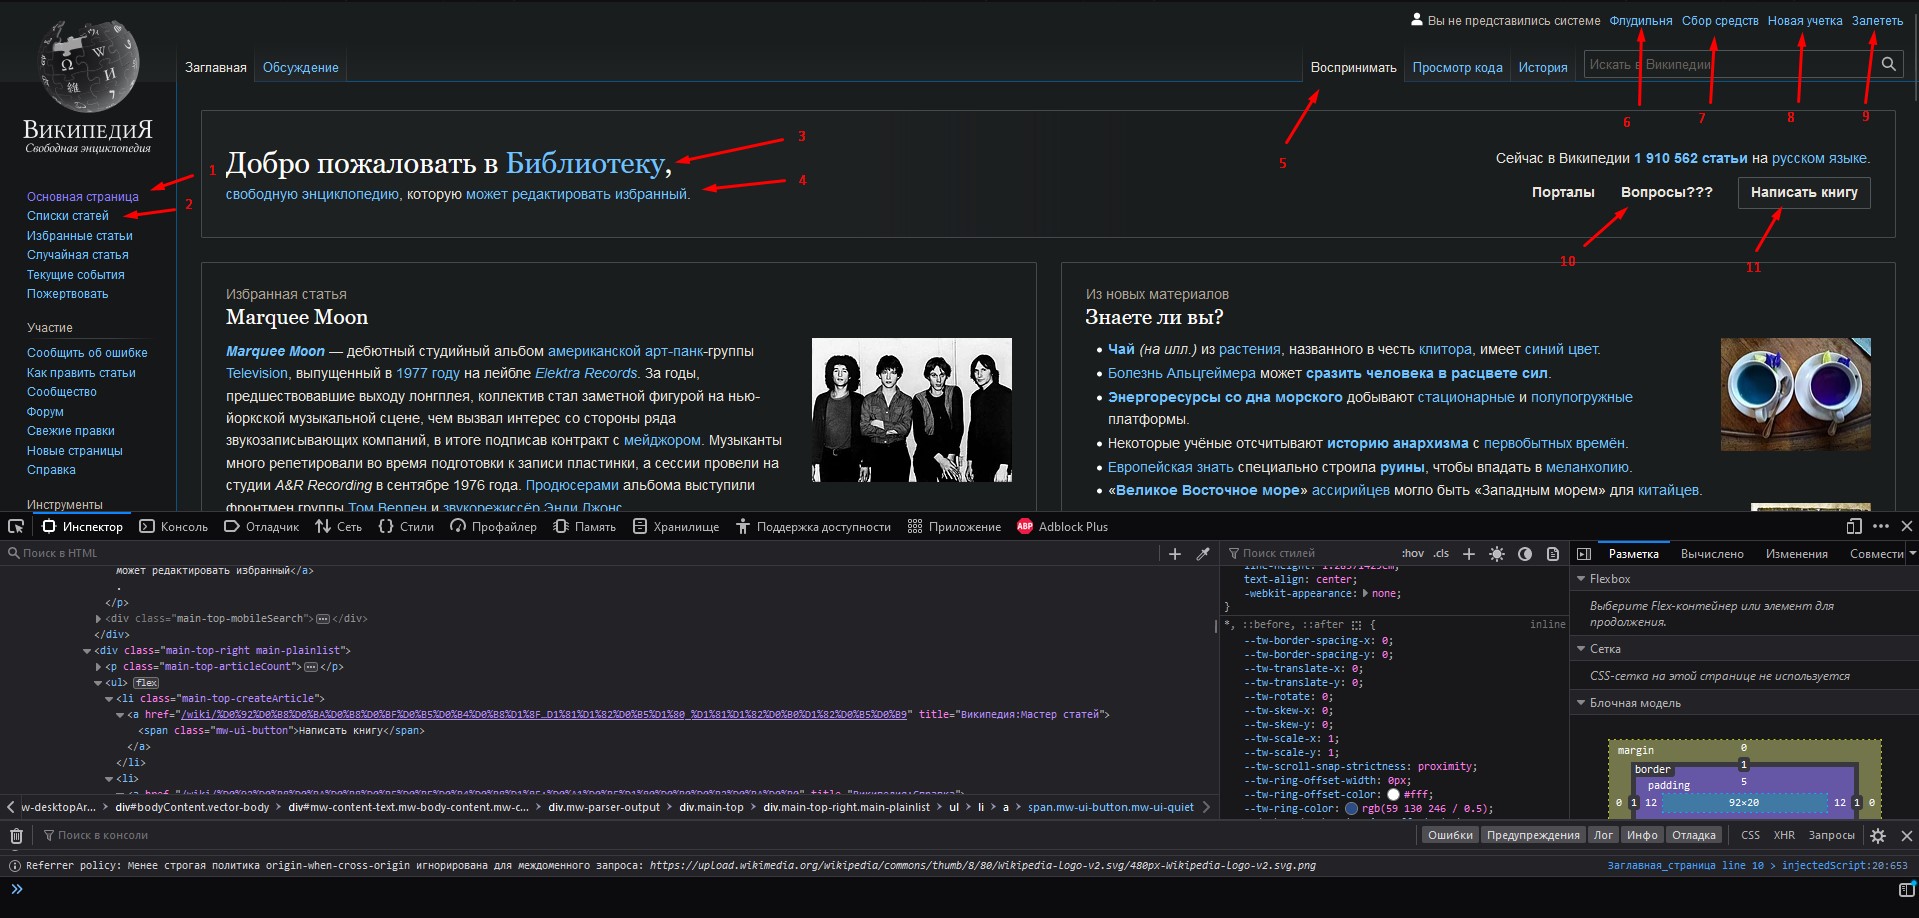 Вы не представились системе Флудильня Сбор средств Новая учетка Залететь
Заглавная Обсуждение
Воспринимать Просмотр кода История Искать в Википедии
ВикипедиЯ
Свободная энциклопедия
6 7 8 9
Добро пожаловать в Библиотеку, 3
свободную энциклопедию, которую может редактировать избранный. 4
5
Сейчас в Википедии 1 910 562 статьи на русском языке.
Порталы Вопросы??? Написать книгу
10 11
1
Основная страница
Списки статей 2
Избранные статьи
Случайная статья
Текущие события
Пожертвовать
Участие
Сообщить об ошибке
Как править статьи
Сообщество
Форум
Свежие правки
Новые страницы
Справка
Инструменты
Избранная статья
Marquee Moon
Marquee Moon — дебютный студийный альбом американской арт-панк-группы
Television, выпущенный в 1977 году на лейбле Elektra Records. За годы,
предшествовавшие выходу лонгплея, коллектив стал заметной фигурой на нью-
йоркской музыкальной сцене, чем вызвал интерес со стороны ряда
звукозаписывающих компаний, в итоге подписав контракт с мейджором. Музыканты
много репетировали во время подготовки к записи пластинки, а сессии провели на
студии A&R Recording в сентябре 1976 года. Продюсерами альбома выступили
фронтмен группы Том Верлен и звукорежиссёр Энди Джонс.
Из новых материалов
Знаете ли вы?
• Чай (на илл.) из растения, названного в честь клитора, имеет синий цвет.
• Болезнь Альцгеймера может сразить человека в расцвете сил.
• Энергоресурсы со дна морского добывают стационарные и полупогружные
платформы.
• Некоторые учёные отсчитывают историю анархизма с первобытных времён.
• Европейская знать специально строила руины, чтобы впадать в меланхолию.
• «Великое Восточное море» ассирийцев могло быть «Западным морем» для китайцев.
Инспектор Консоль Отладчик Сеть Стили Профайлер Память Хранилище Поддержка доступности Приложение ABP Adblock Plus
Поиск в HTML
может редактировать избранный</a>
.
</p>
<div class="main-top-mobileSearch"></div>
</div>
<div class="main-top-right main-plainlist">
<p class="main-top-articleCount"></p>
<ul> flex
<li class="main-top-createArticle">
<a href="/wiki/%D0%92%D0%B8%D0%BA%D0%B8%D0%BF%D0%B5%D0%B4%D0%B8%D1%8F…D1%81%D1%82%D0%B5%D1%80_%D1%81%D1%82%D0%B0%D1%82%D0%B5%D0%B9" title="Википедия:Мастер статей">
<span class="mw-ui-button">Написать книгу</span>
</a>
</li>
<li>
title="Википедия:Справка">
w-desktopAr... div#bodyContent.vector-body div#mw-content-text.mw-body-content.mw-c... div.mw-parser-output div.main-top div.main-top-right.main-plainlist ul li a span.mw-ui-button.mw-ui-quiet
Поиск стилей :hov .cls
line-height: 1.28571429em;
text-align: center;
-webkit-appearance: none;
}
*, ::before, ::after { inline
--tw-border-spacing-x: 0;
--tw-border-spacing-y: 0;
--tw-translate-x: 0;
--tw-translate-y: 0;
--tw-rotate: 0;
--tw-skew-x: 0;
--tw-skew-y: 0;
--tw-scale-x: 1;
--tw-scale-y: 1;
--tw-scroll-snap-strictness: proximity;
--tw-ring-offset-width: 0px;
--tw-ring-offset-color: #fff;
--tw-ring-color: rgb(59 130 246 / 0.5);
Разметка Вычислено Изменения Совмести
Flexbox
Выберите Flex-контейнер или элемент для
продолжения.
Сетка
CSS-сетка на этой странице не используется
Блочная модель
margin 0
border 1
padding 5
0 1 12 92×20 12 1 0
Поиск в консоли Ошибки Предупреждения Лог Инфо Отладка CSS XHR Запросы
Referrer policy: Менее строгая политика origin-when-cross-origin игнорирована для междоменного запроса: https://upload.wikimedia.org/wikipedia/commons/thumb/8/80/Wikipedia-logo-v2.svg/480px-Wikipedia-logo-v2.svg.png Заглавная_страница line 10 > injectedScript:20:653